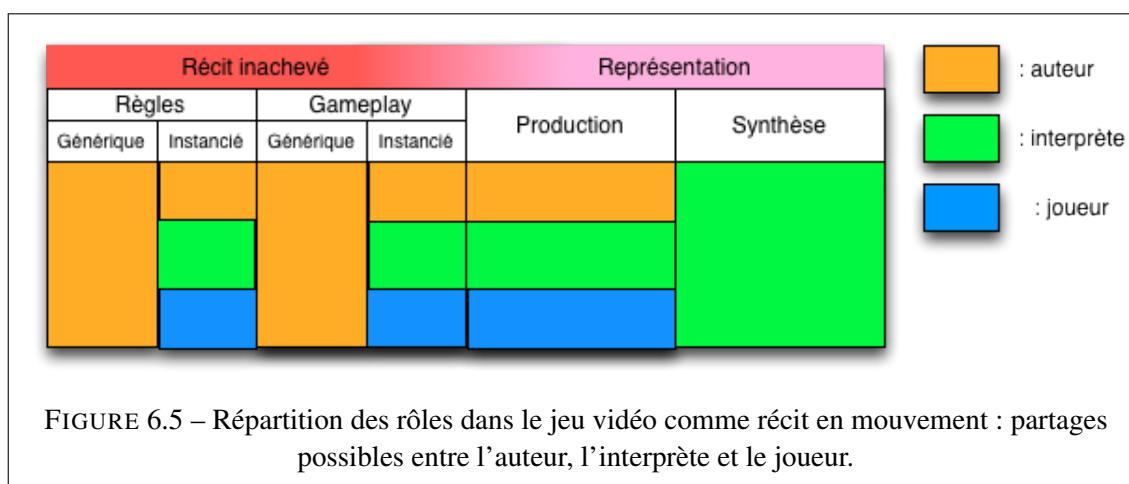 Récit inachevé Représentation
Règles Gameplay Production Synthèse
Générique Instancié Générique Instancié
: auteur
: interprète
: joueur
FIGURE 6.5 – Répartition des rôles dans le jeu vidéo comme récit en mouvement : partages
possibles entre l'auteur, l'interprète et le joueur.